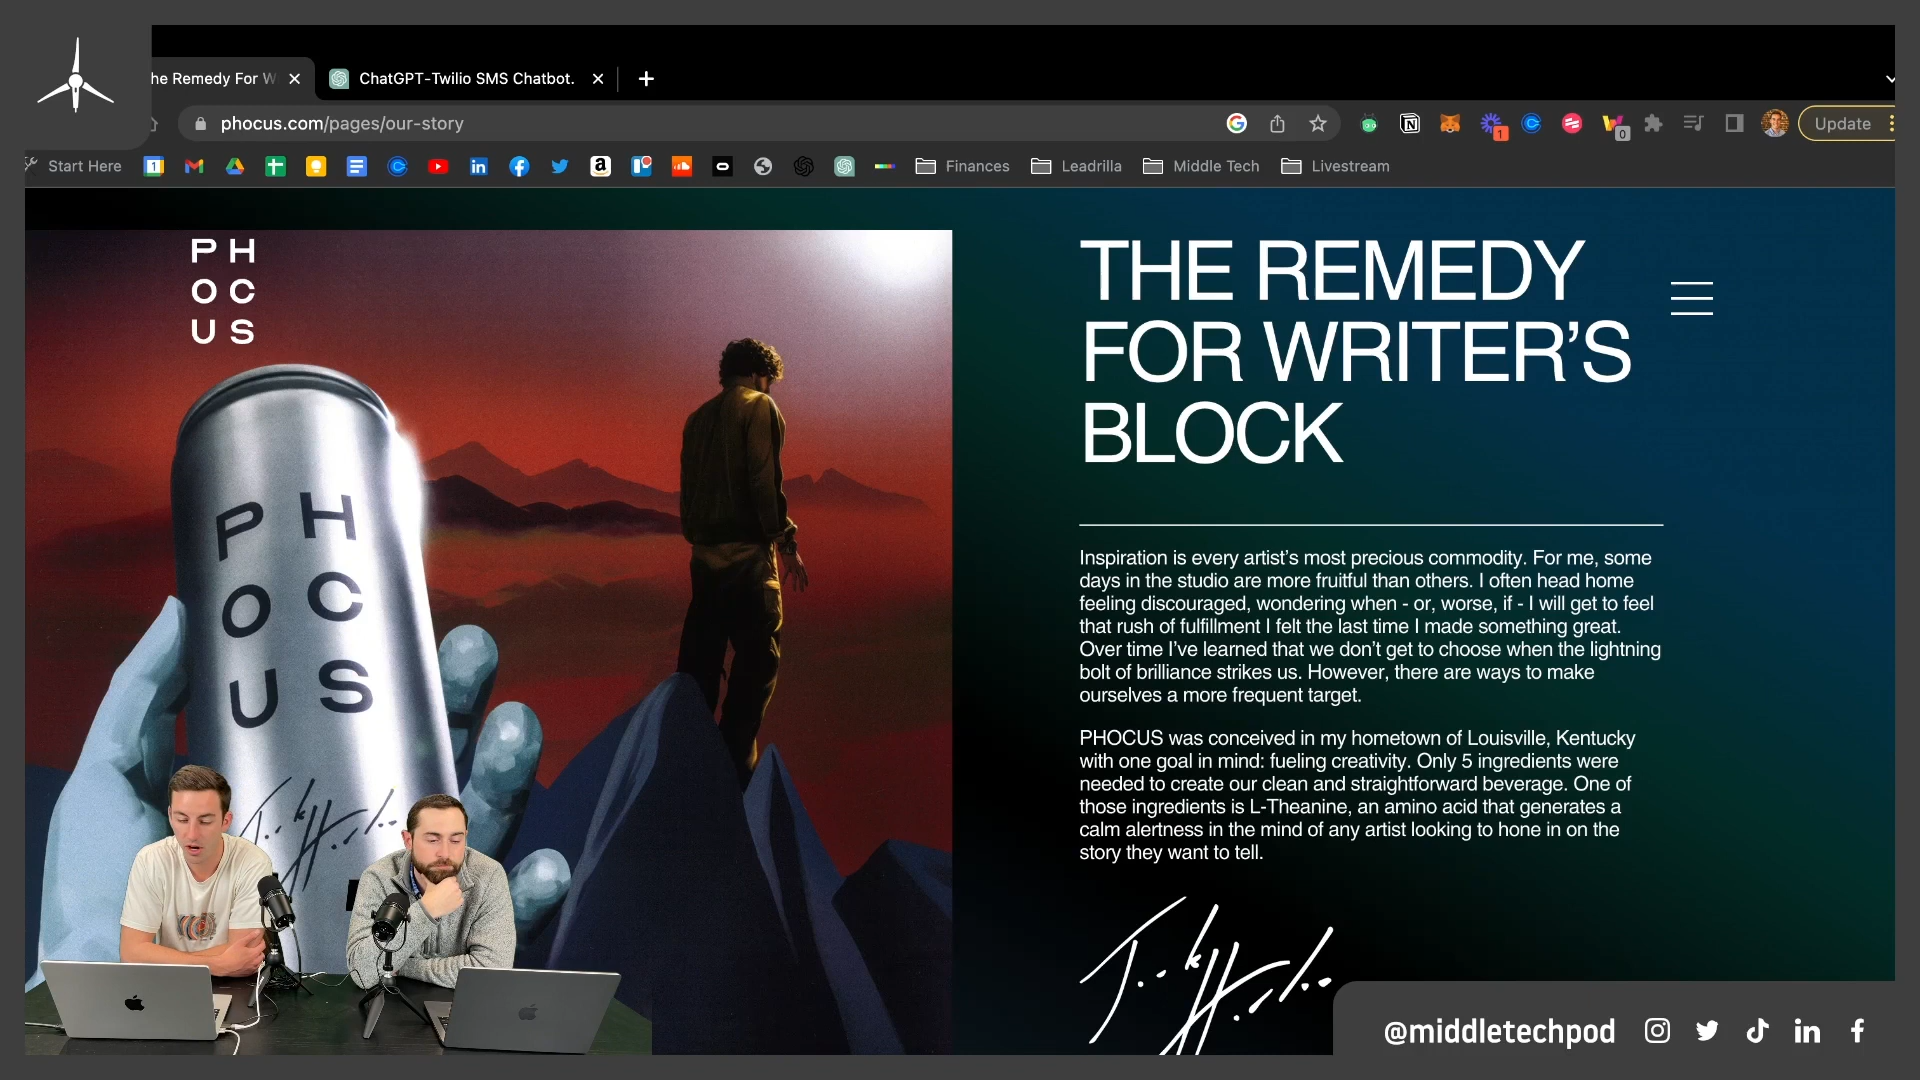 he Remedy For W
ChatGPT-Twilio SMS Chatbot.
phocus.com/pages/our-story
1
0
Update
Start Here
1
Finances
Leadrilla
Middle Tech
Livestream
PH
OC
US
PH
OC
US
THE REMEDY
FOR WRITER’S
BLOCK
Inspiration is every artist’s most precious commodity. For me, some
days in the studio are more fruitful than others. I often head home
feeling discouraged, wondering when - or, worse, if - I will get to feel
that rush of fulfillment I felt the last time I made something great.
Over time I’ve learned that we don’t get to choose when the lightning
bolt of brilliance strikes us. However, there are ways to make
ourselves a more frequent target.
PHOCUS was conceived in my hometown of Louisville, Kentucky
with one goal in mind: fueling creativity. Only 5 ingredients were
needed to create our clean and straightforward beverage. One of
those ingredients is L-Theanine, an amino acid that generates a
calm alertness in the mind of any artist looking to hone in on the
story they want to tell.
@middletechpod